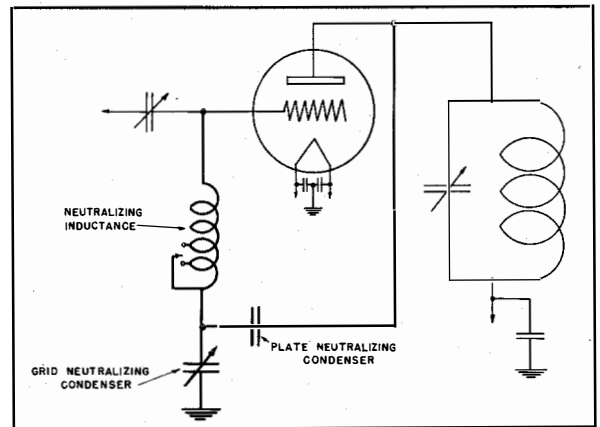 NEUTRALIZING
INDUCTANCE
PLATE NEUTRALIZING
CONDENSER
GRID NEUTRALIZING
CONDENSER